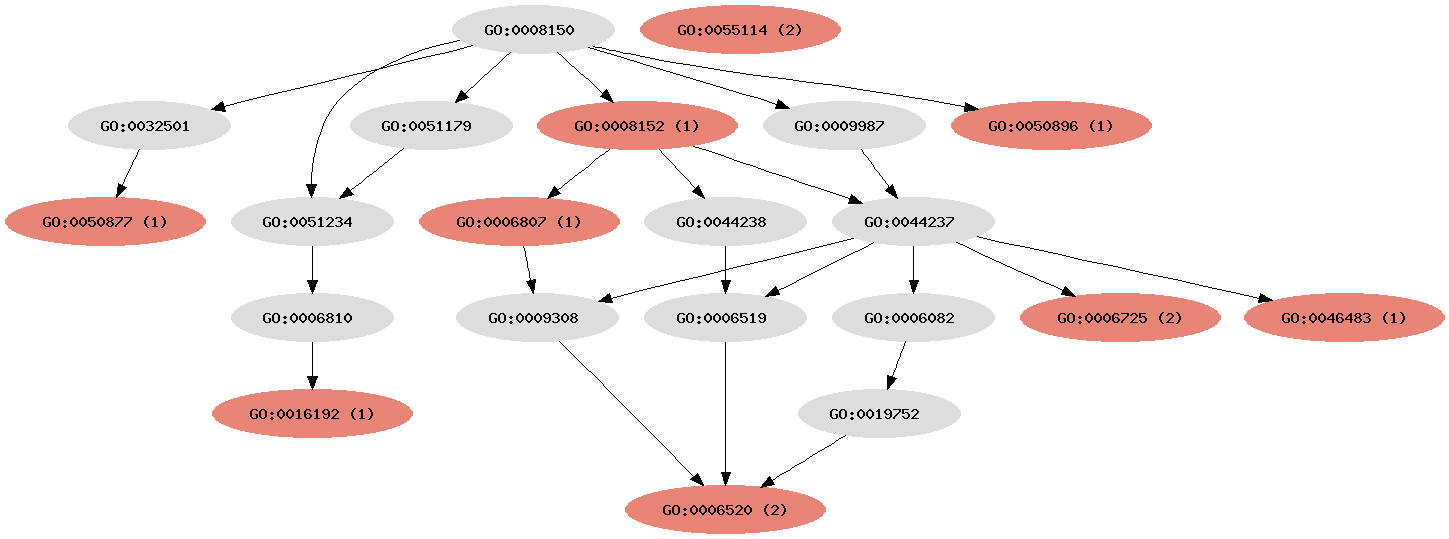 GO:0008150
GO:0055114 (2)
GO:0032501
GO:0051179
GO:0008152 (1)
GO:0009987
GO:0050896 (1)
GO:0050877 (1)
GO:0051234
GO:0006807 (1)
GO:0044238
GO:0044237
GO:0006810
GO:0009308
GO:0006519
GO:0006082
GO:0006725 (2)
GO:0046483 (1)
GO:0016192 (1)
GO:0019752
GO:0006520 (2)